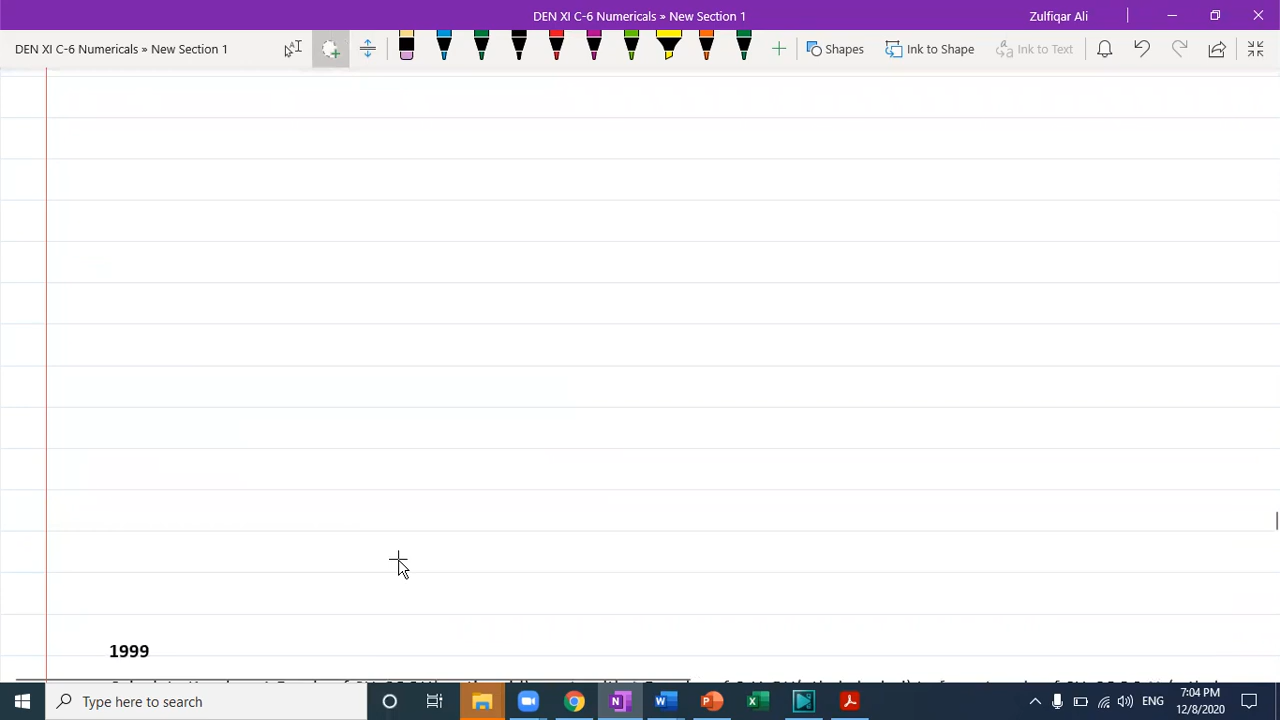 DEN XI C-6 Numericals » New Section 1
Zulfiqar Ali
DEN XI C-6 Numericals » New Section 1
Shapes
Ink to Shape
Ink to Text
1999
Type here to search
ENG
7:04 PM
12/8/2020